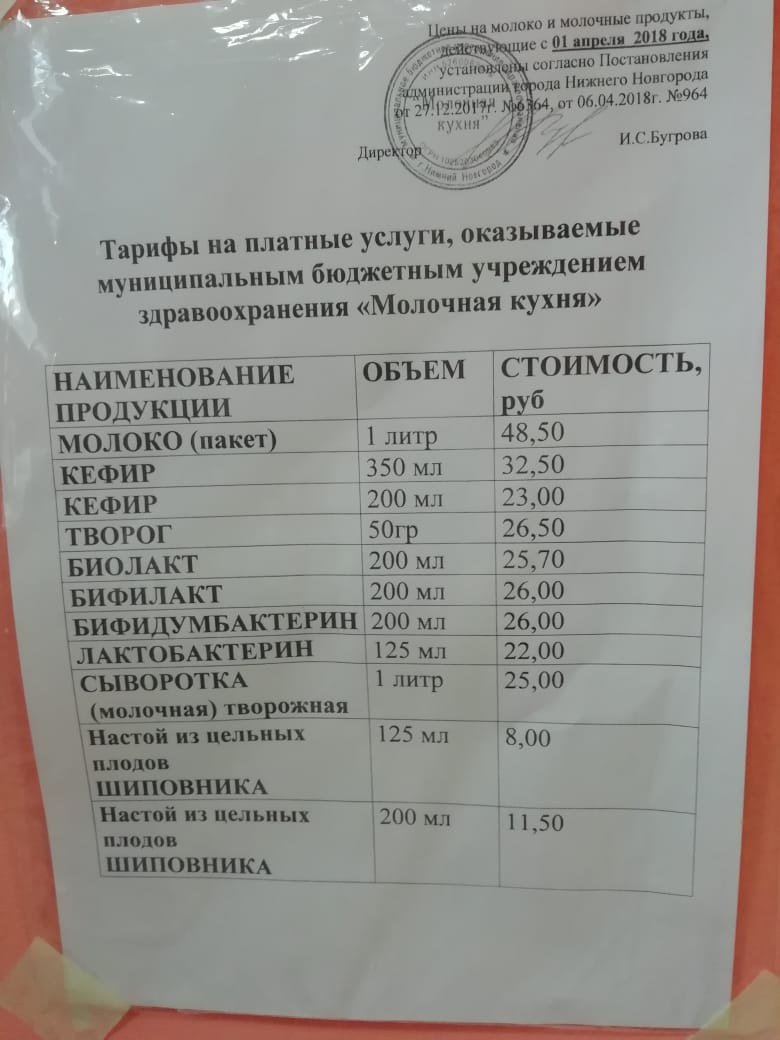 Цены на молоко и молочные продукты,
действующие с 01 апреля 2018 года,
установлены согласно Постановления
администрации города Нижнего Новгорода
от 27.12.2017г. №6364, от 06.04.2018г. №964
"Молочная
кухня"
г. Нижний Новгород
Директор И.С.Бугрова
Тарифы на платные услуги, оказываемые
муниципальным бюджетным учреждением
здравоохранения «Молочная кухня»
НАИМЕНОВАНИЕ ОБЪЕМ СТОИМОСТЬ,
ПРОДУКЦИИ руб
МОЛОКО (пакет) 1 литр 48,50
КЕФИР 350 мл 32,50
КЕФИР 200 мл 23,00
ТВОРОГ 50гр 26,50
БИОЛАКТ 200 мл 25,70
БИФИЛАКТ 200 мл 26,00
БИФИДУМБАКТЕРИН 200 мл 26,00
ЛАКТОБАКТЕРИН 125 мл 22,00
СЫВОРОТКА 1 литр 25,00
(молочная) творожная
Настой из цельных 125 мл 8,00
плодов
ШИПОВНИКА
Настой из цельных 200 мл 11,50
плодов
ШИПОВНИКА